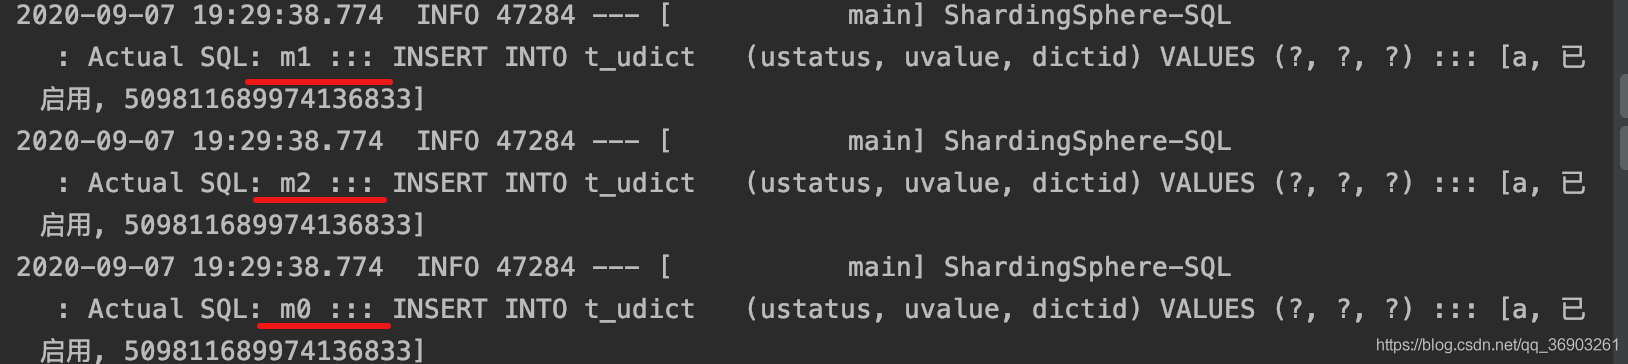 2020-09-07 19:29:38.774  INFO 47284 --- [           main] ShardingSphere-SQL
: Actual SQL: m1 ::: INSERT INTO t_udict   (ustatus, uvalue, dictid) VALUES (?, ?, ?) ::: [a, 已
启用, 509811689974136833]
2020-09-07 19:29:38.774  INFO 47284 --- [           main] ShardingSphere-SQL
: Actual SQL: m2 ::: INSERT INTO t_udict   (ustatus, uvalue, dictid) VALUES (?, ?, ?) ::: [a, 已
启用, 509811689974136833]
2020-09-07 19:29:38.774  INFO 47284 --- [           main] ShardingSphere-SQL
: Actual SQL: m0 ::: INSERT INTO t_udict   (ustatus, uvalue, dictid) VALUES (?, ?, ?) ::: [a, 已
启用, 509811689974136833]
https://blog.csdn.net/qq_36903261